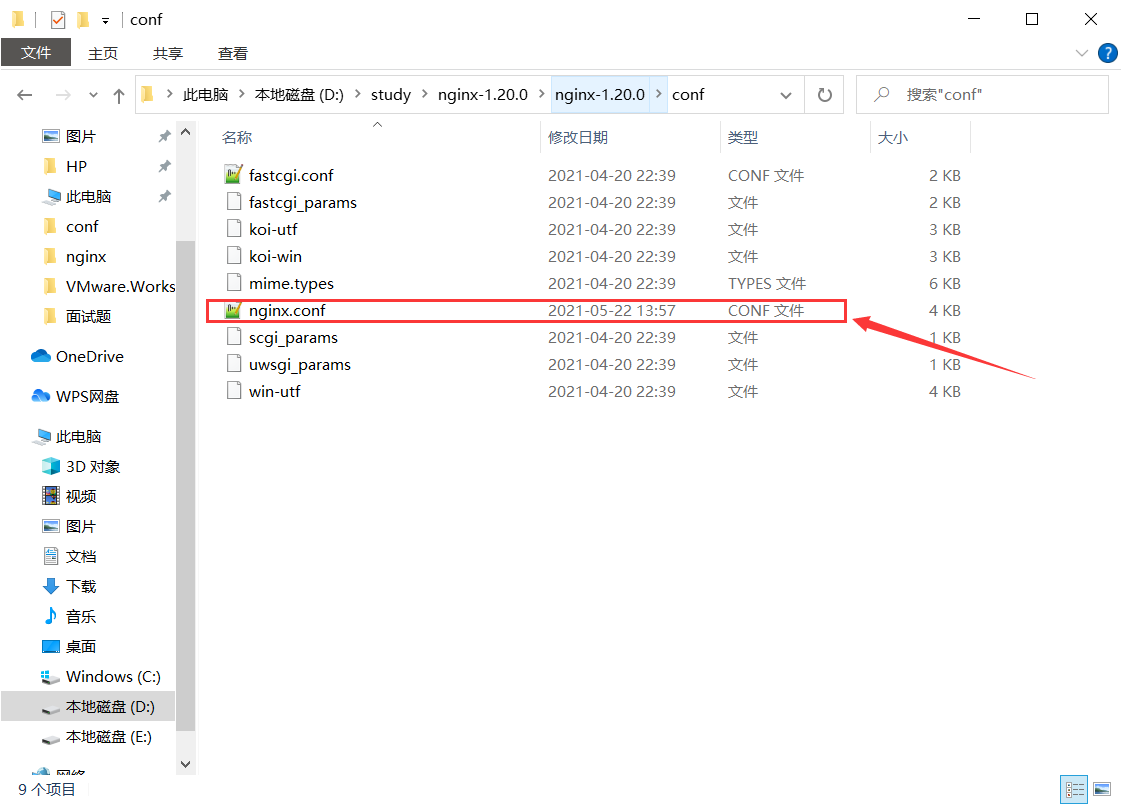 conf
文件 主页 共享 查看
此电脑 本地磁盘 (D:) study nginx-1.20.0 nginx-1.20.0 conf 搜索"conf"
图片
HP
此电脑
conf
nginx
VMware.Works
面试题
OneDrive
WPS网盘
此电脑
3D 对象
视频
图片
文档
下载
音乐
桌面
Windows (C:)
本地磁盘 (D:)
本地磁盘 (E:)
网络
名称 修改日期 类型 大小
fastcgi.conf 2021-04-20 22:39 CONF 文件 2 KB
fastcgi_params 2021-04-20 22:39 文件 2 KB
koi-utf 2021-04-20 22:39 文件 3 KB
koi-win 2021-04-20 22:39 文件 3 KB
mime.types 2021-04-20 22:39 TYPES 文件 6 KB
nginx.conf 2021-05-22 13:57 CONF 文件 4 KB
scgi_params 2021-04-20 22:39 文件 1 KB
uwsgi_params 2021-04-20 22:39 文件 1 KB
win-utf 2021-04-20 22:39 文件 4 KB
9 个项目